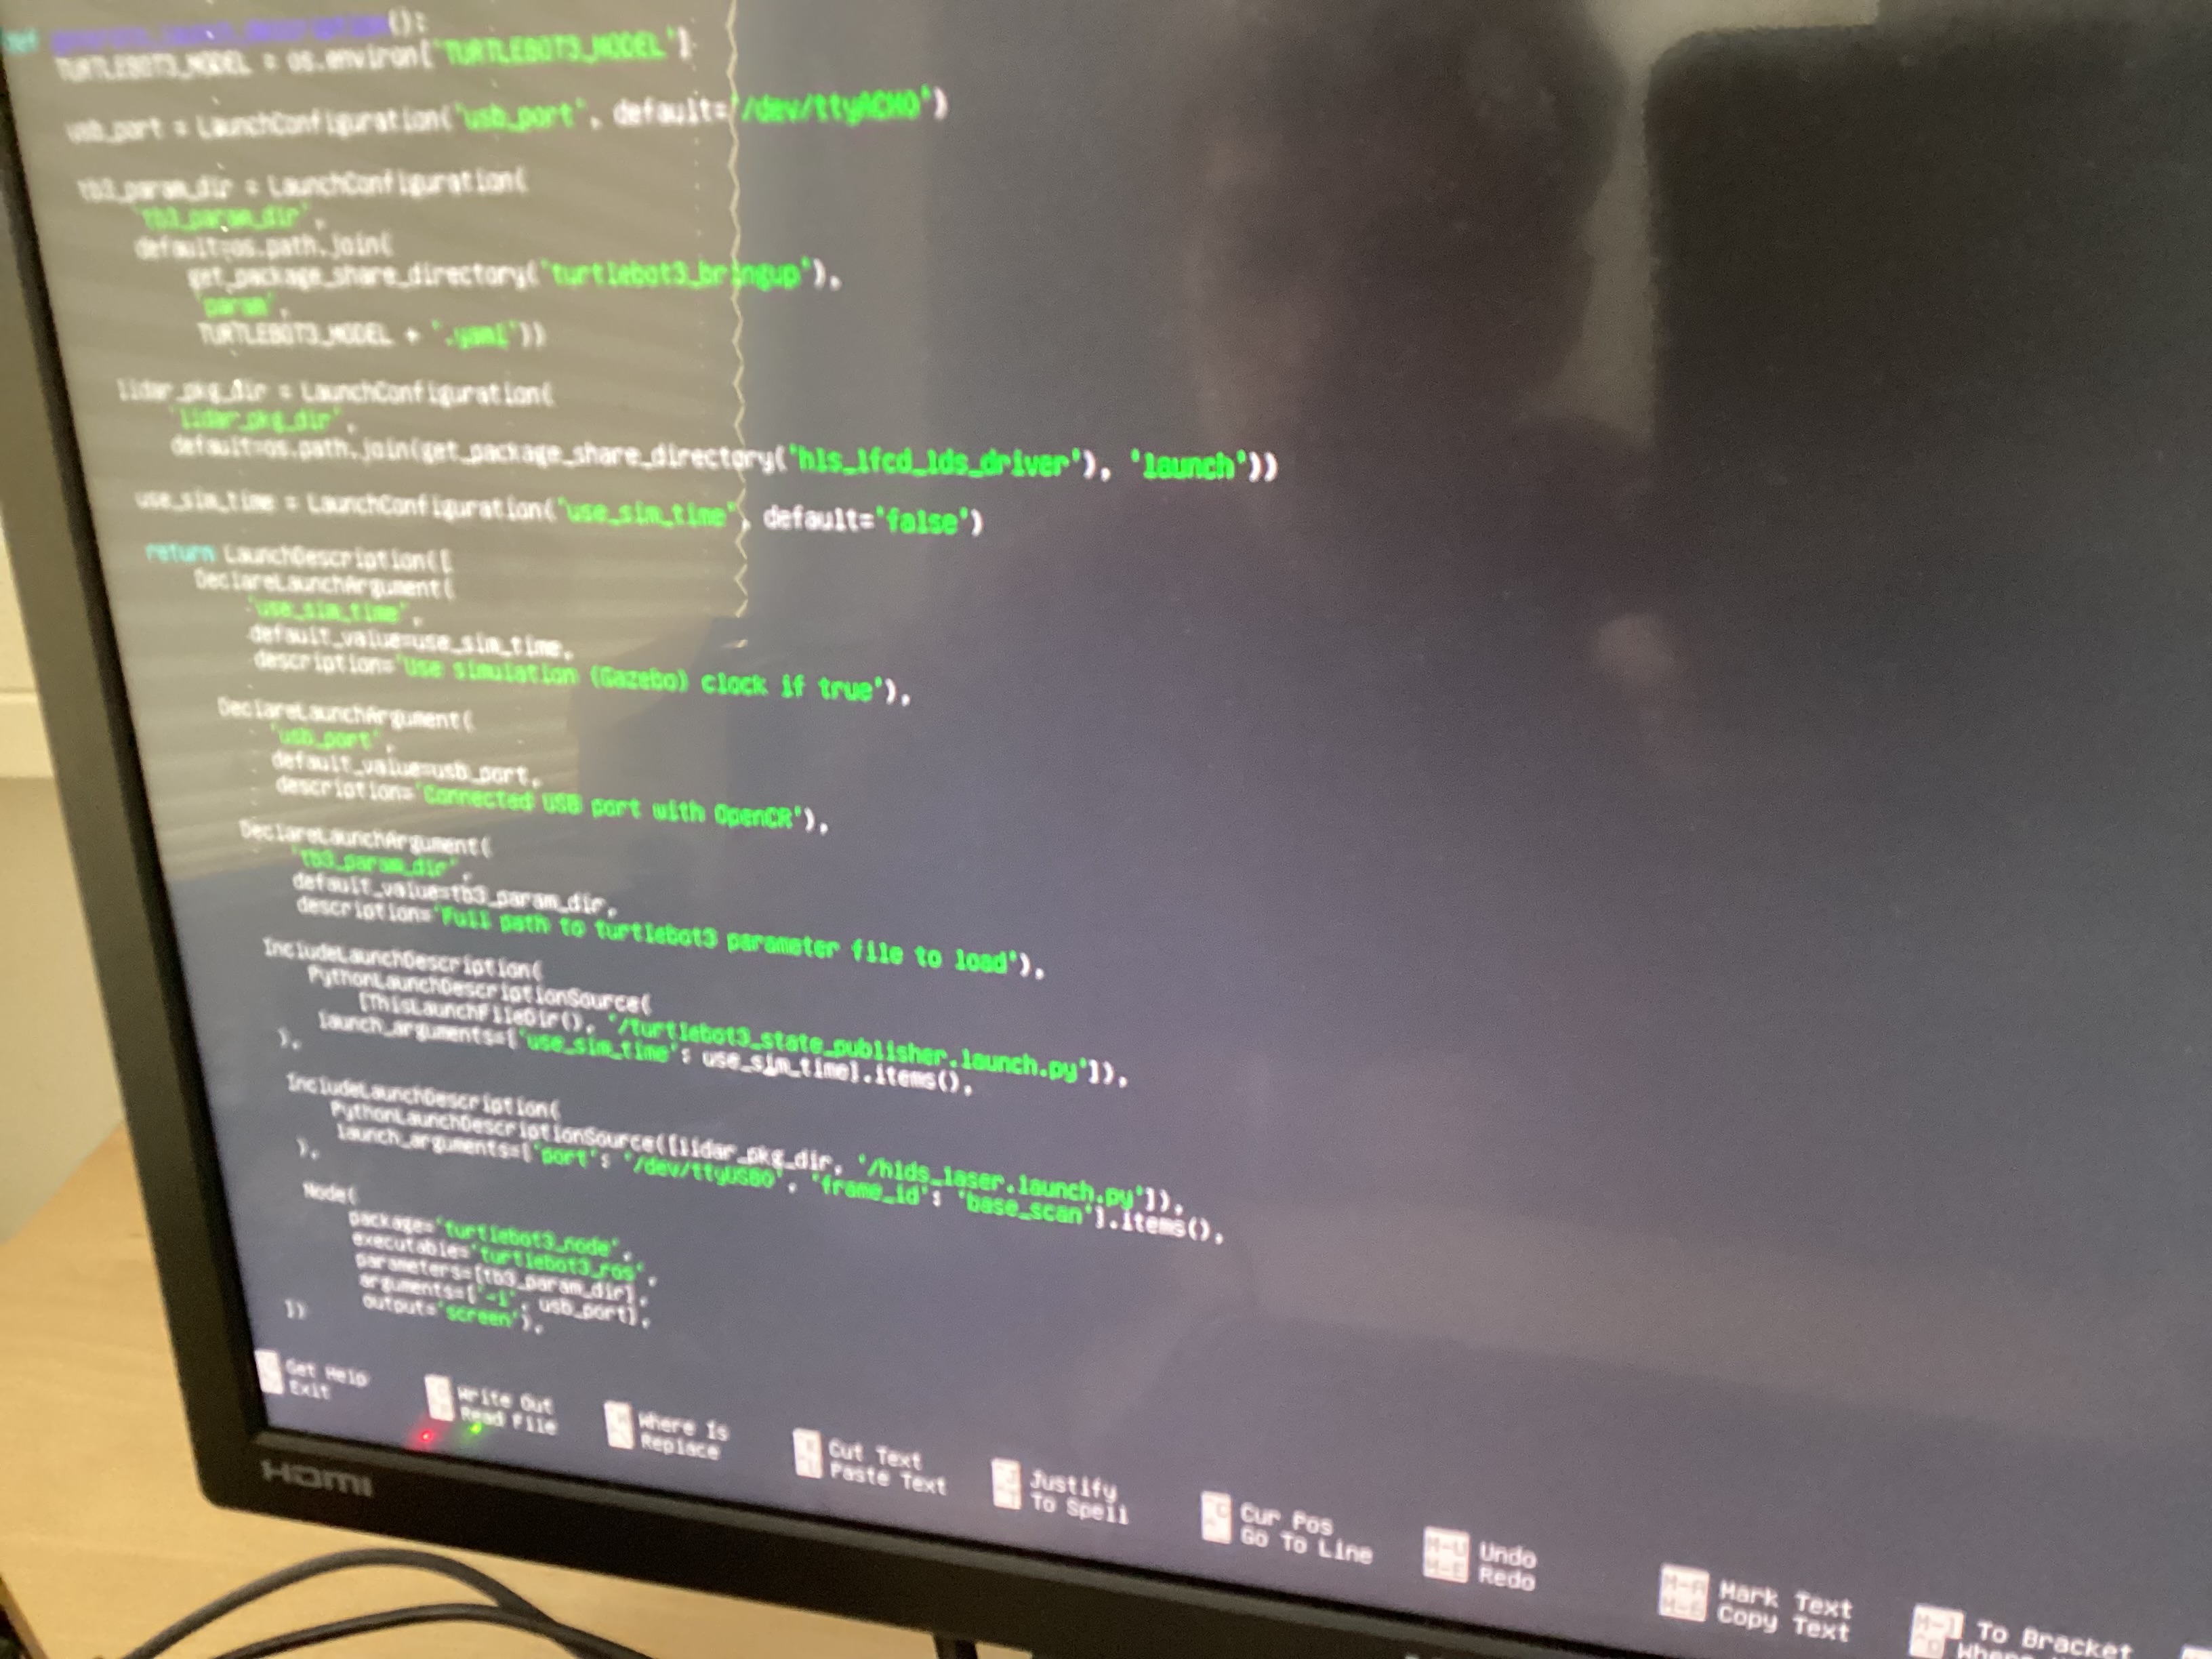 def generate_launch_description():
TURTLEBOT3_MODEL = os.environ['TURTLEBOT3_MODEL']
usb_port = LaunchConfiguration('usb_port', default='/dev/ttyACM0')
tb3_param_dir = LaunchConfiguration(
'tb3_param_dir',
default=os.path.join(
get_package_share_directory('turtlebot3_bringup'),
'param',
TURTLEBOT3_MODEL + '.yaml'))
lidar_pkg_dir = LaunchConfiguration(
'lidar_pkg_dir',
default=os.path.join(get_package_share_directory('hls_lfcd_lds_driver'), 'launch'))
use_sim_time = LaunchConfiguration('use_sim_time', default='false')
return LaunchDescription([
DeclareLaunchArgument(
'use_sim_time',
default_value=use_sim_time,
description='Use simulation (Gazebo) clock if true'),
DeclareLaunchArgument(
'usb_port',
default_value=usb_port,
description='Connected USB port with OpenCR'),
DeclareLaunchArgument(
'tb3_param_dir',
default_value=tb3_param_dir,
description='Full path to turtlebot3 parameter file to load'),
IncludeLaunchDescription(
PythonLaunchDescriptionSource(
[ThisLaunchFileDir(), '/turtlebot3_state_publisher.launch.py']),
launch_arguments={'use_sim_time': use_sim_time}.items(),
),
IncludeLaunchDescription(
PythonLaunchDescriptionSource([lidar_pkg_dir, '/hlds_laser.launch.py']),
launch_arguments={'port': '/dev/ttyUSB0', 'frame_id': 'base_scan'}.items(),
),
Node(
package='turtlebot3_node',
executable='turtlebot3_ros',
parameters=[tb3_param_dir],
arguments=['-i', usb_port],
output='screen'),
])
Get Help Write Out Where Is Cut Text Justify Cur Pos M-U Undo M-A Mark Text M-] To Bracket
Exit Read File Replace Paste Text To Spell Go To Line M-E Redo M-6 Copy Text
HDMI